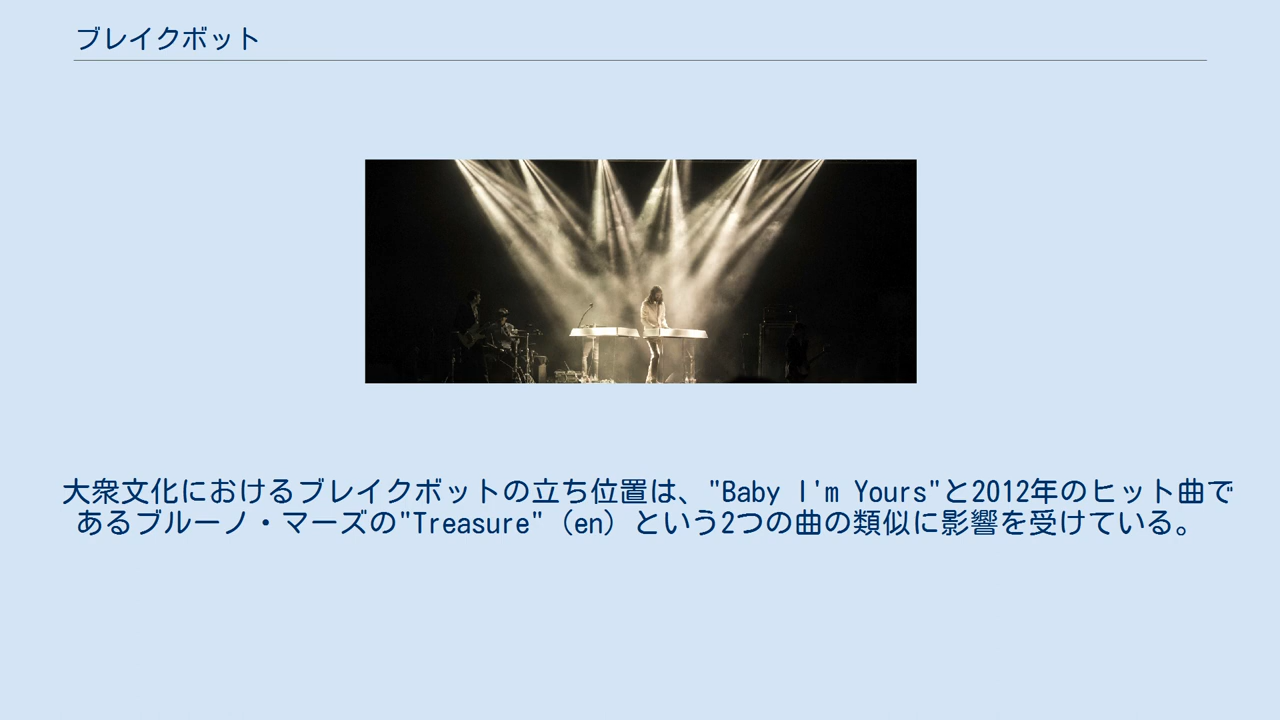 ブレイクボット
大衆文化におけるブレイクボットの立ち位置は、"Baby I'm Yours"と2012年のヒット曲で
あるブルーノ・マーズの"Treasure"（en）という2つの曲の類似に影響を受けている。